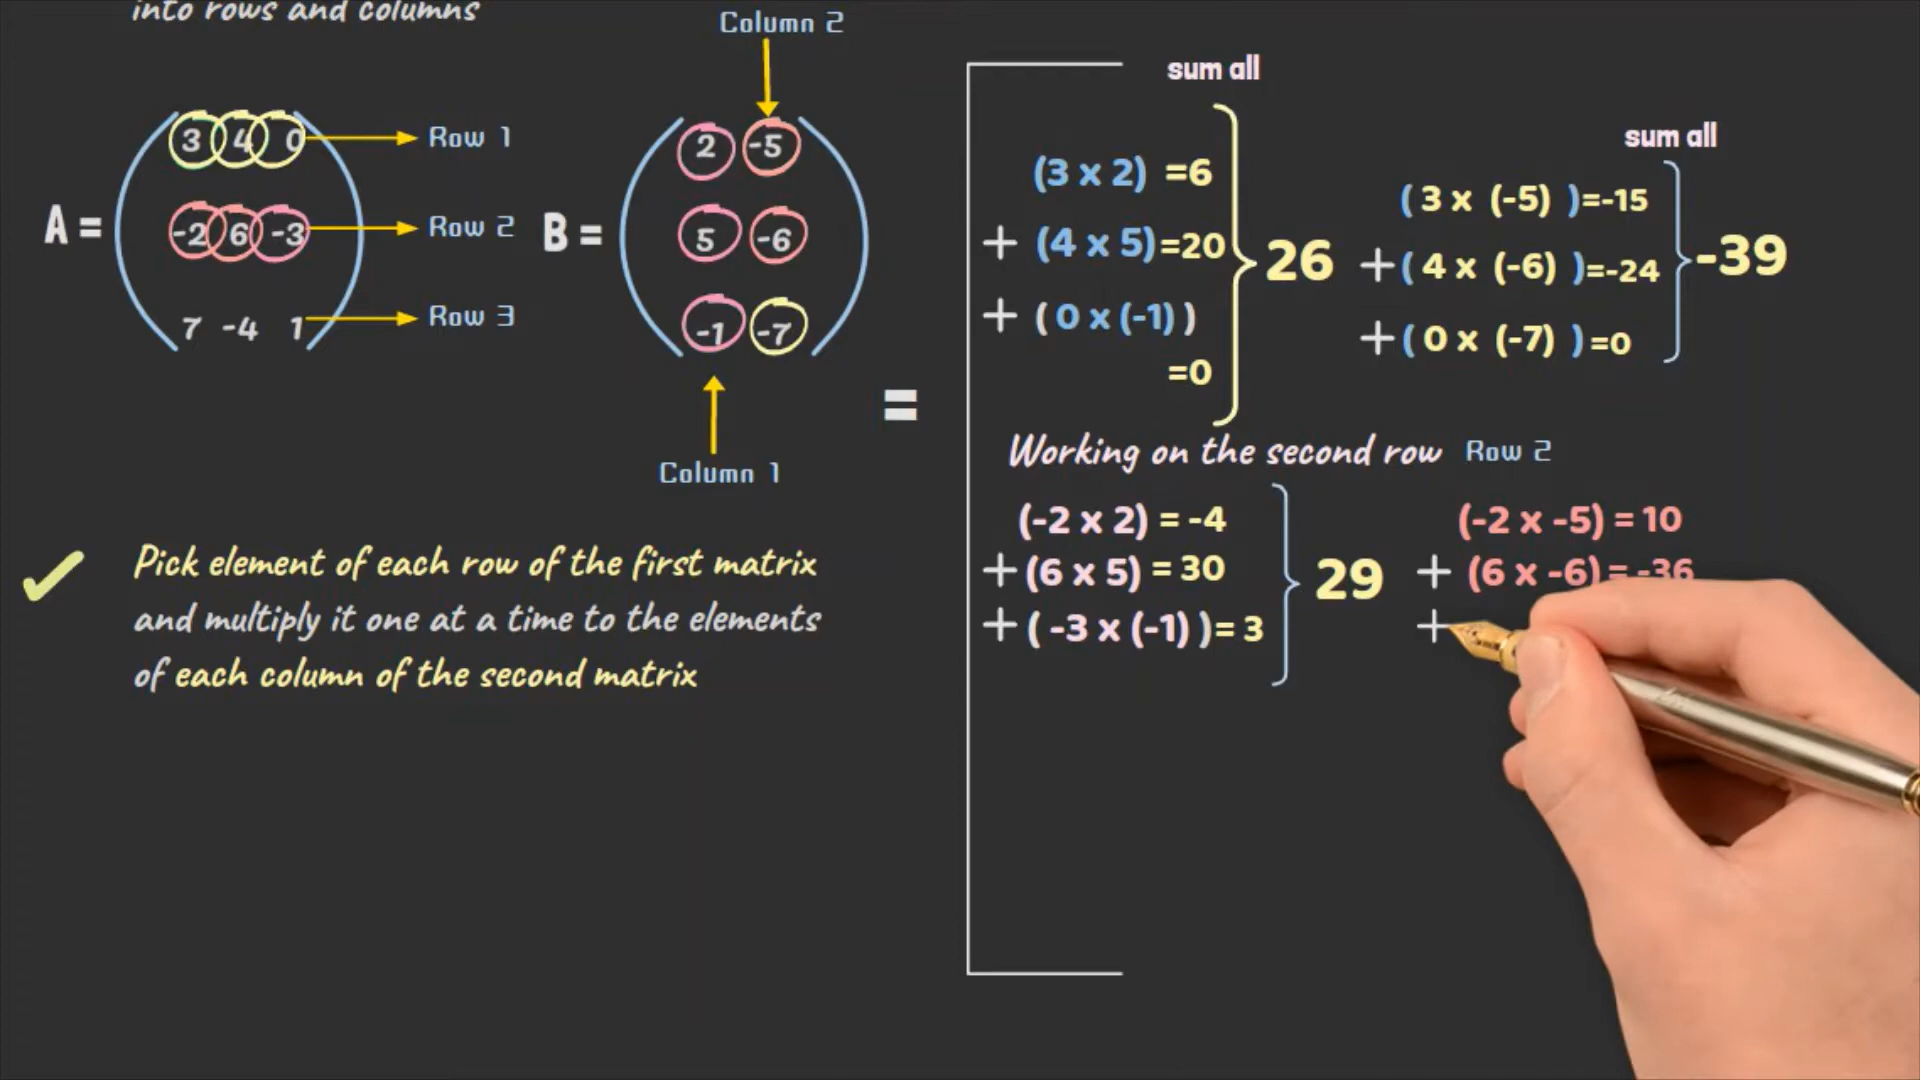 into rows and columns
Column 2
A =
3 4 0
Row 1
-2 6 -3
Row 2
7 -4 1
Row 3
B =
2 -5
5 -6
-1 -7
Column 1
Pick element of each row of the first matrix
and multiply it one at a time to the elements
of each column of the second matrix
=
sum all
(3 x 2) =6
+ (4 x 5)=20
+ ( 0 x (-1) )
=0
26
sum all
( 3 x (-5) )=-15
+( 4 x (-6) )=-24
+( 0 x (-7) )=0
-39
Working on the second row Row 2
(-2 x 2) = -4
+ (6 x 5) = 30
+ ( -3 x (-1) )= 3
29
(-2 x -5) = 10
+ (6 x -6)= -36
+